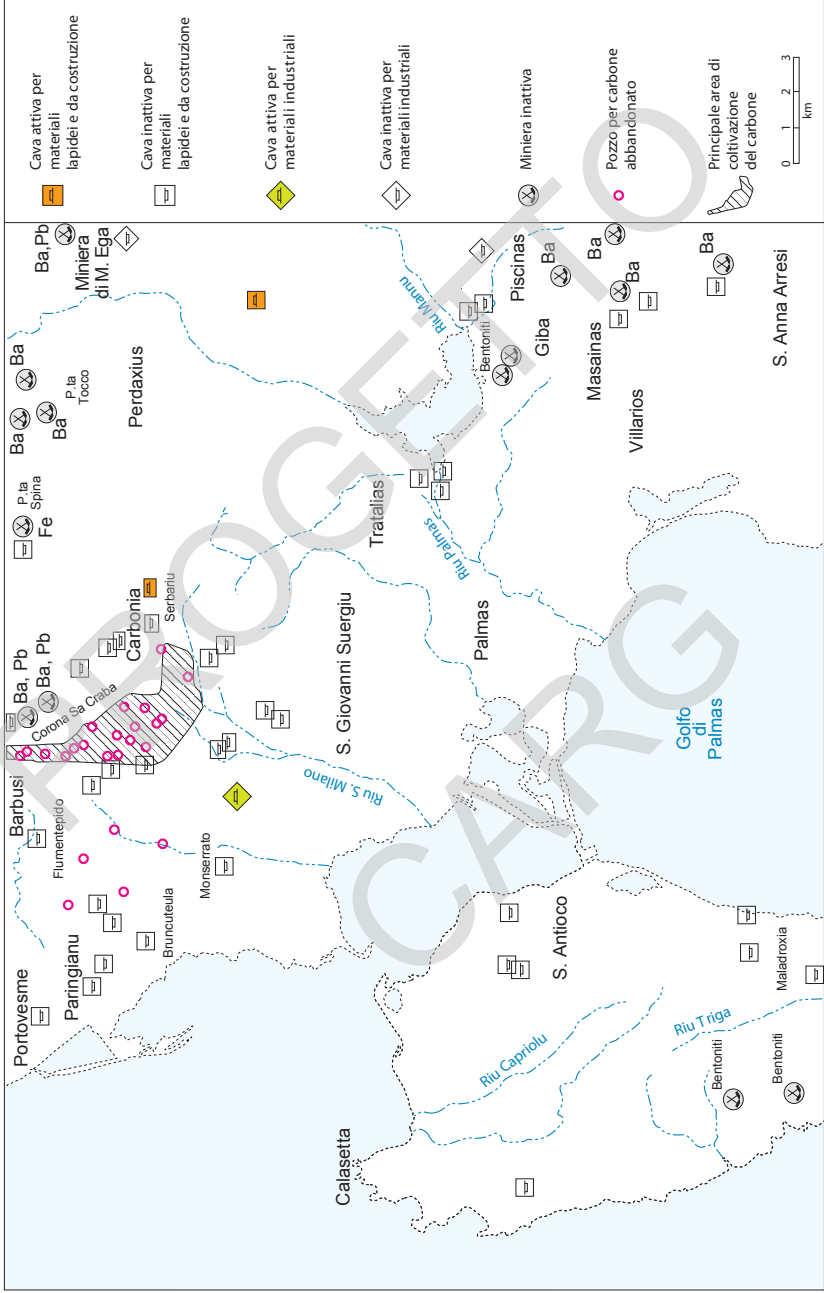 Portovesme
Paringianu
Bruncuteula
Barbusi
Flumentepido
Monserrato
Corona Sa Craba
Ba, Pb
Ba, Pb
Carbonia
Serbariu
P.ta
Spina
Fe
Ba
Ba
Ba
P.ta
Tocco
Perdaxius
Ba,Pb
Miniera
di M. Ega
Riu S. Milano
S. Giovanni Suergiu
Tratalias
Riu Palmas
Palmas
Riu Mannu
Bentoniti
Giba
Piscinas
Ba
Ba
Ba
Masainas
Villarios
Ba
S. Anna Arresi
Golfo
di
Palmas
Calasetta
S. Antioco
Riu Capriolu
Riu Triga
Maladroxia
Bentoniti
Bentoniti
Cava attiva per
materiali
lapidei e da costruzione
Cava inattiva per
materiali
lapidei e da costruzione
Cava attiva per
materiali industriali
Cava inattiva per
materiali industriali
Miniera inattiva
Pozzo per carbone
abbandonato
Principale area di
coltivazione
del carbone
0 1 2 3
km
PROGETTO
CARG